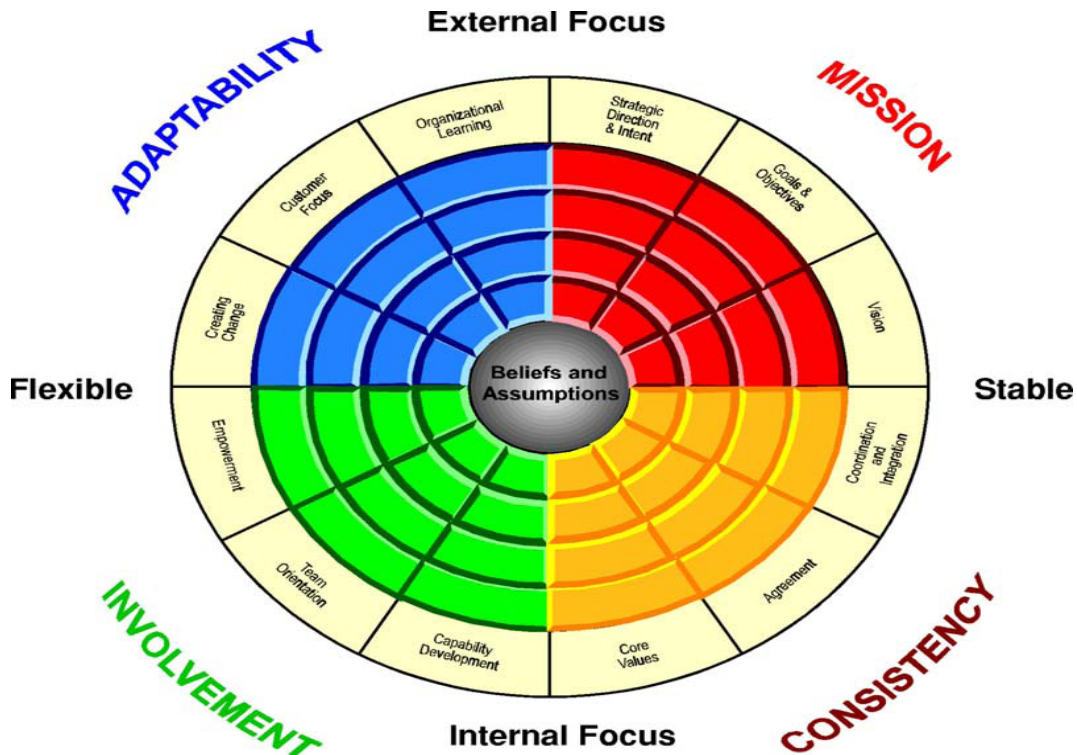 External Focus
ADAPTABILITY
MISSION
Organizational
Learning
Strategic
Direction
& Intent
Customer
Focus
Goals &
Objectives
Creating
Change
Vision
Flexible
Beliefs and
Assumptions
Stable
Empowerment
Coordination
and
Integration
Team
Orientation
Agreement
Capability
Development
Core
Values
INVOLVEMENT
CONSISTENCY
Internal Focus